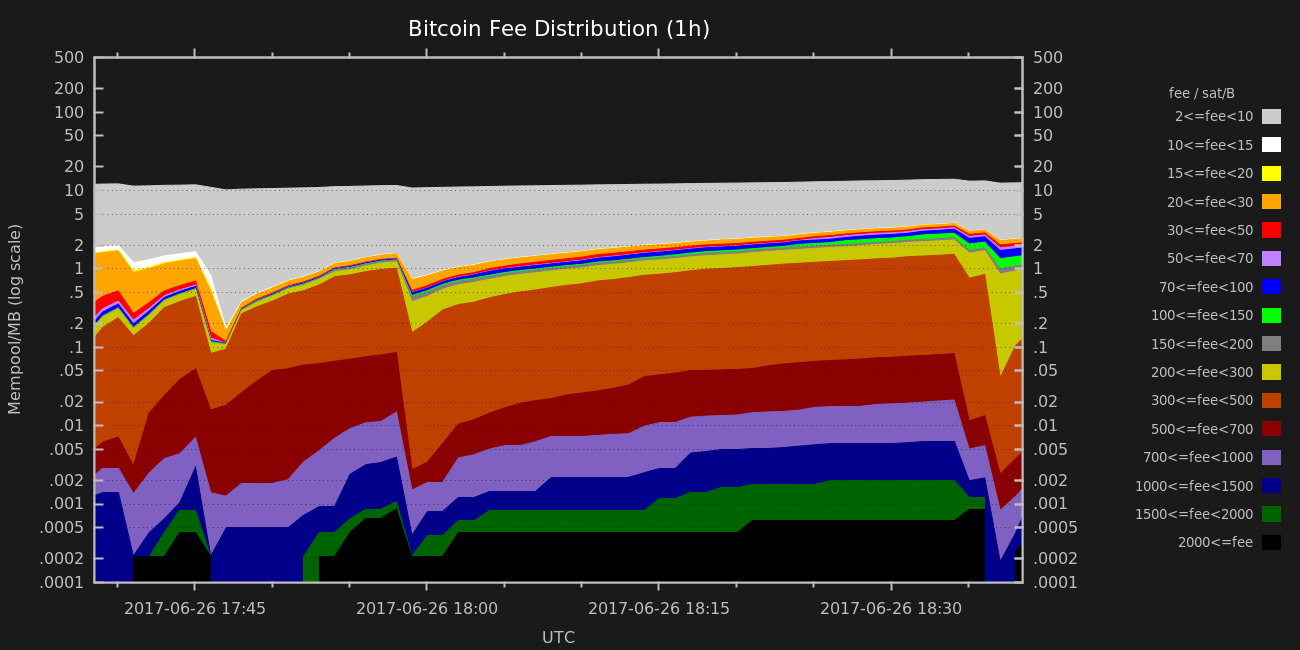 Bitcoin Fee Distribution (1h)
500 500
200 200
100 100
50 50
20 20
10 10
5 5
2 2
1 1
.5 .5
.2 .2
.1 .1
.05 .05
.02 .02
.01 .01
.005 .005
.002 .002
.001 .001
.0005 .0005
.0002 .0002
.0001 .0001
Mempool/MB (log scale)
2017-06-26 17:45 2017-06-26 18:00 2017-06-26 18:15 2017-06-26 18:30
UTC
fee / sat/B
2<=fee<10
10<=fee<15
15<=fee<20
20<=fee<30
30<=fee<50
50<=fee<70
70<=fee<100
100<=fee<150
150<=fee<200
200<=fee<300
300<=fee<500
500<=fee<700
700<=fee<1000
1000<=fee<1500
1500<=fee<2000
2000<=fee